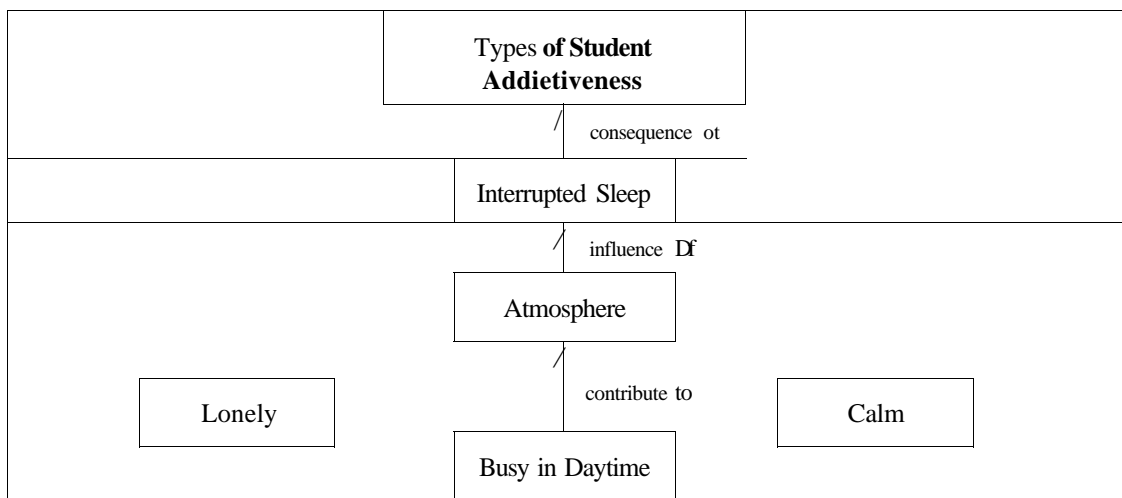 Types of Student
Addietiveness
consequence ot
Interrupted Sleep
influence Df
Atmosphere
contribute to
Lonely
Calm
Busy in Daytime